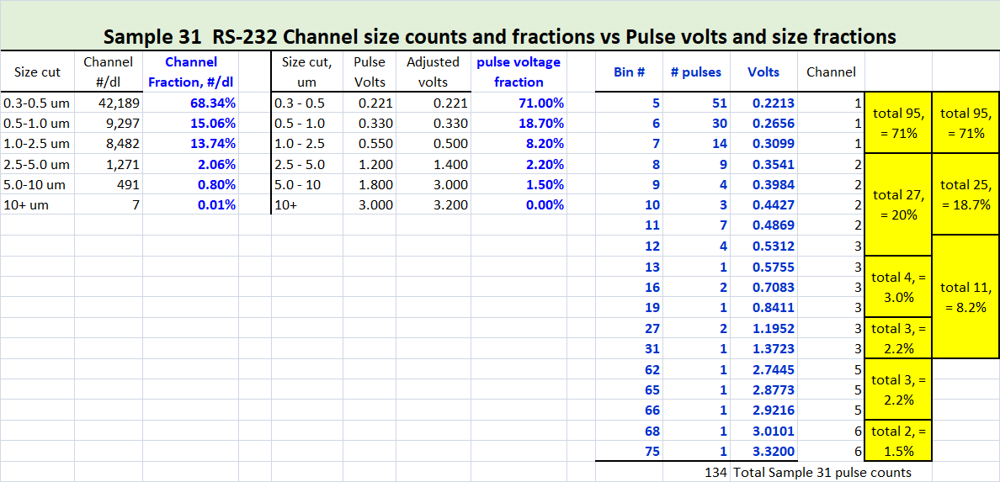 Sample 31 RS-232 Channel size counts and fractions vs Pulse volts and size fractions
Size cut Channel #/dl Channel Fraction, #/dl
0.3-0.5 um 42,189 68.34%
0.5-1.0 um 9,297 15.06%
1.0-2.5 um 8,482 13.74%
2.5-5.0 um 1,271 2.06%
5.0-10 um 491 0.80%
10+ um 7 0.01%
Size cut, um Pulse Volts Adjusted volts pulse voltage fraction
0.3 - 0.5 0.221 0.221 71.00%
0.5 - 1.0 0.330 0.330 18.70%
1.0 - 2.5 0.550 0.500 8.20%
2.5 - 5.0 1.200 1.400 2.20%
5.0 - 10 1.800 3.000 1.50%
10+ 3.000 3.200 0.00%
Bin # # pulses Volts Channel
5 51 0.2213 1
6 30 0.2656 1
7 14 0.3099 1
8 9 0.3541 2
9 4 0.3984 2
10 3 0.4427 2
11 7 0.4869 2
12 4 0.5312 3
13 1 0.5755 3
16 2 0.7083 3
19 1 0.8411 3
27 2 1.1952 3
31 1 1.3723 3
62 1 2.7445 5
65 1 2.8773 5
66 1 2.9216 5
68 1 3.0101 6
75 1 3.3200 6
134 Total Sample 31 pulse counts
total 95,
= 71%
total 27,
= 20%
total 4, =
3.0%
total 3, =
2.2%
total 3, =
2.2%
total 2, =
1.5%
total 95,
= 71%
total 25,
= 18.7%
total 11,
= 8.2%